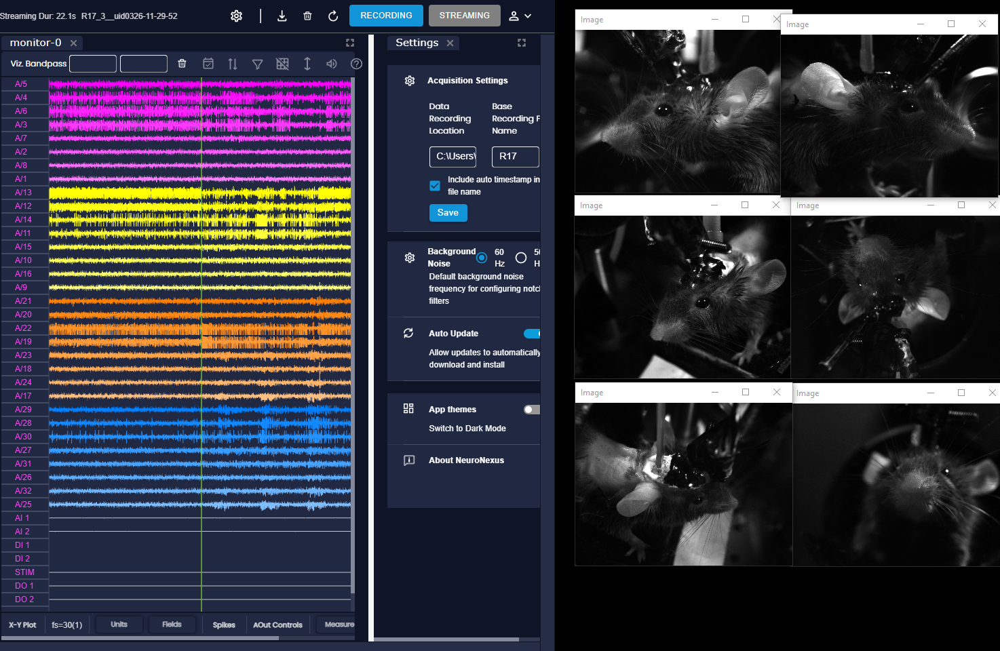 Streaming Dur: 22.1s R17_3__uid0326-11-29-52
RECORDING
STREAMING
monitor-0
Viz. Bandpass
A/5
A/4
A/6
A/3
A/7
A/2
A/8
A/1
A/13
A/12
A/14
A/11
A/15
A/10
A/16
A/9
A/21
A/20
A/22
A/19
A/23
A/18
A/24
A/17
A/29
A/28
A/30
A/27
A/31
A/26
A/32
A/25
AI 1
AI 2
DI 1
DI 2
STIM
DO 1
DO 2
X-Y Plot
fs=30(1)
Units
Fields
Spikes
AOut Controls
Measure
Settings
Acquisition Settings
Data
Recording
Location
Base
Recording F
Name
C:\Users\
R17
Include auto timestamp in
file name
Save
Background
Noise
60
Hz
Default background noise
frequency for configuring notch
filters
Auto Update
Allow updates to automatically
download and install
App themes
Switch to Dark Mode
About NeuroNexus
Image
Image
Image
Image
Image
Image